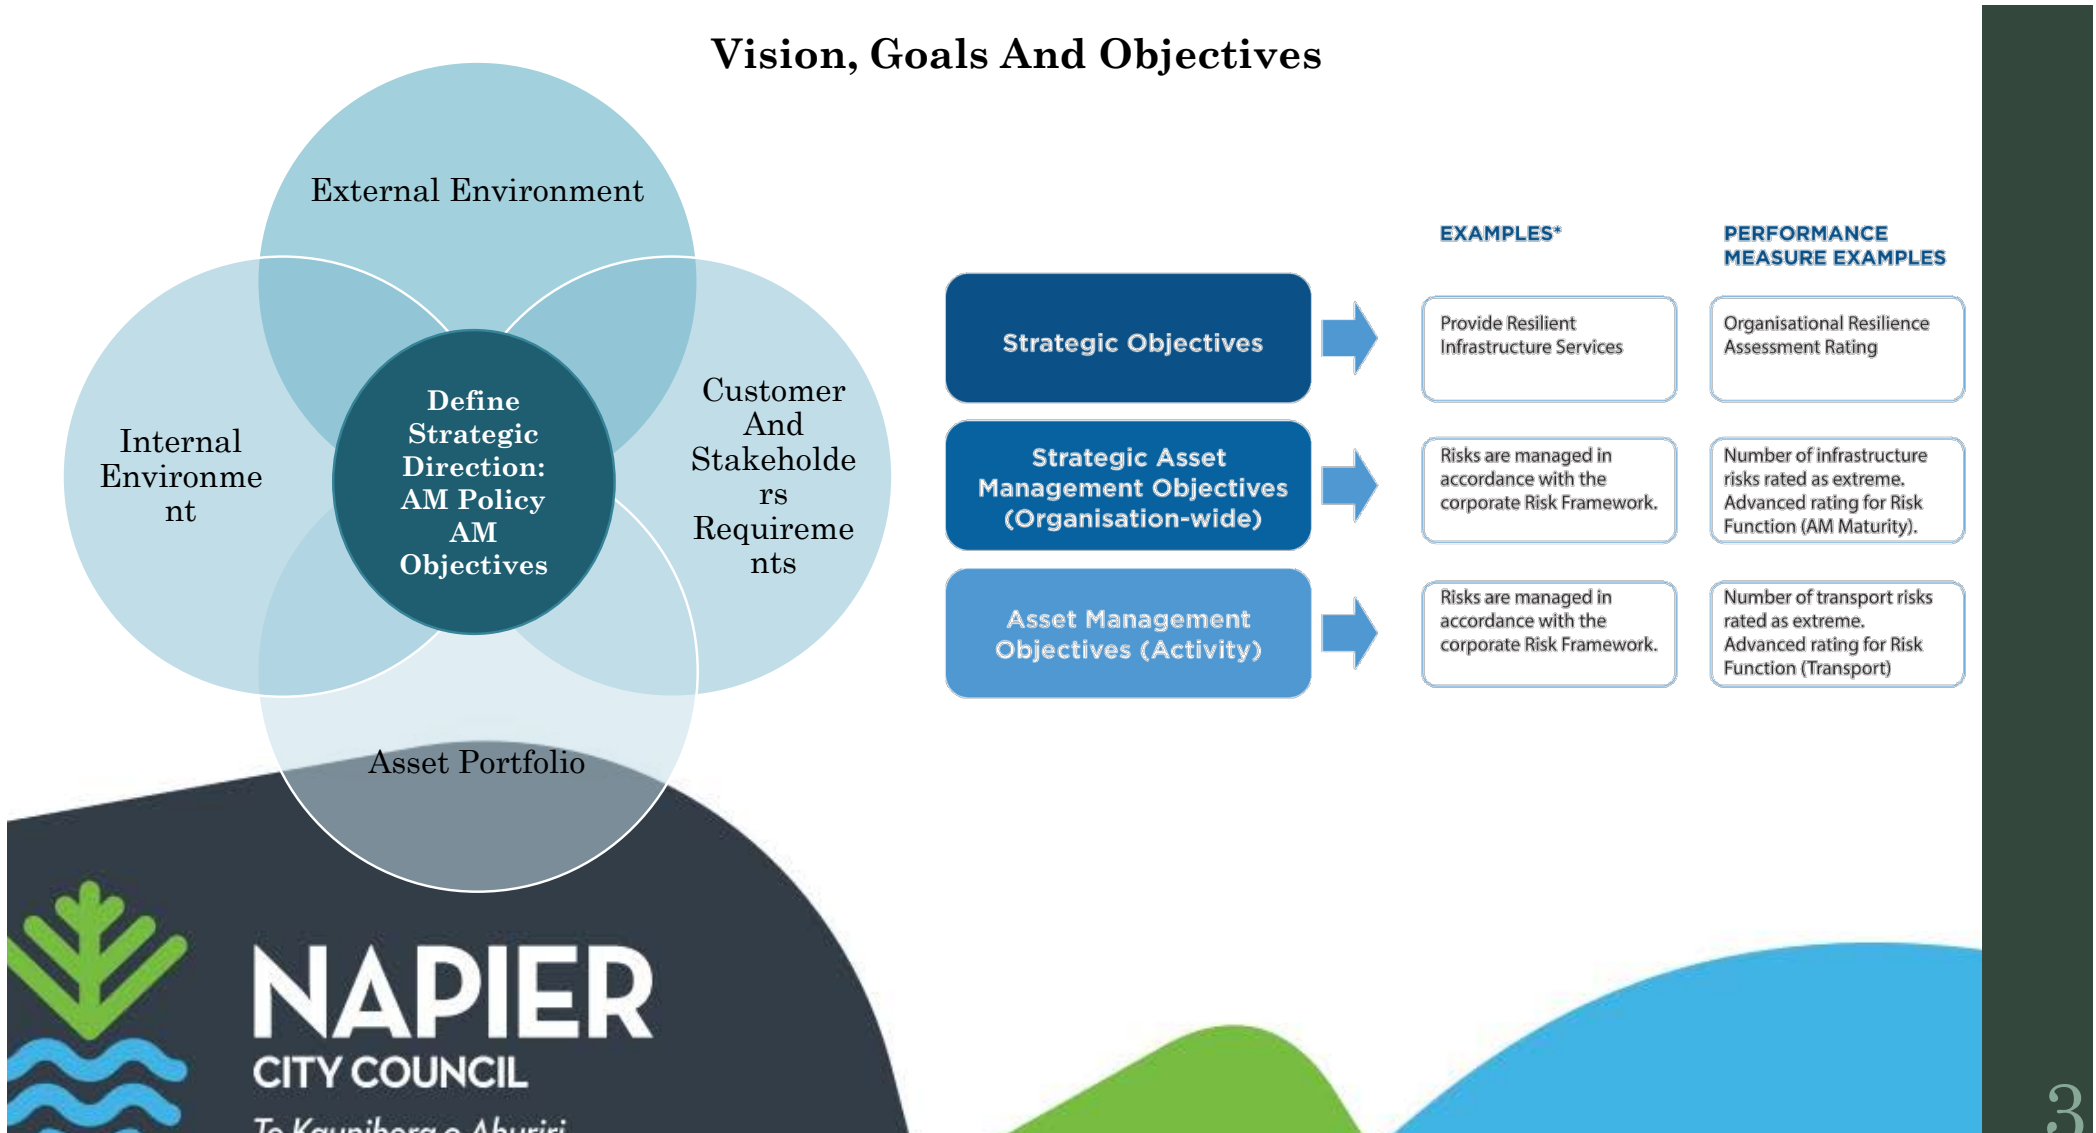 Vision, Goals And Objectives
External Environment
Internal
Environme
nt
Define
Strategic
Direction:
AM Policy
AM
Objectives
Customer
And
Stakeholde
rs
Requireme
nts
Asset Portfolio
EXAMPLES*
PERFORMANCE
MEASURE EXAMPLES
Strategic Objectives
Provide Resilient
Infrastructure Services
Organisational Resilience
Assessment Rating
Strategic Asset
Management Objectives
(Organisation-wide)
Risks are managed in
accordance with the
corporate Risk Framework.
Number of infrastructure
risks rated as extreme.
Advanced rating for Risk
Function (AM Maturity).
Asset Management
Objectives (Activity)
Risks are managed in
accordance with the
corporate Risk Framework.
Number of transport risks
rated as extreme.
Advanced rating for Risk
Function (Transport)
NAPIER
CITY COUNCIL
Te Kaunihera o Ahuriri
3